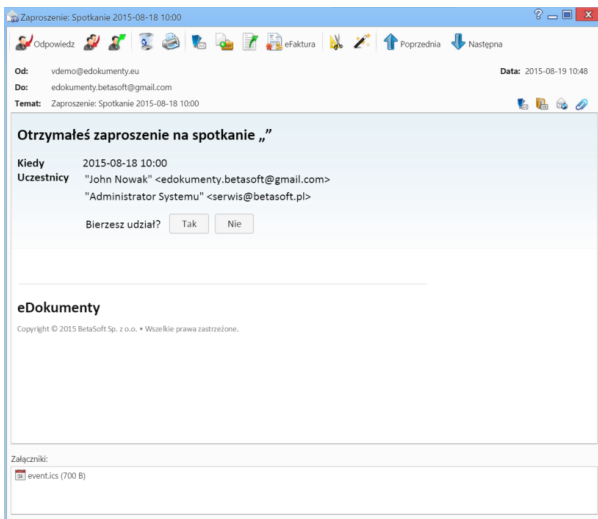 Zaproszenie: Spotkanie 2015-08-18 10:00
Odpowiedz eFaktura Poprzednia Następna
Od: vdemo@edokumenty.eu Data: 2015-08-19 10:48
Do: edokumenty.betasoft@gmail.com
Temat: Zaproszenie: Spotkanie 2015-08-18 10:00
Otrzymałeś zaproszenie na spotkanie „”
Kiedy 2015-08-18 10:00
Uczestnicy "John Nowak" <edokumenty.betasoft@gmail.com>
"Administrator Systemu" <serwis@betasoft.pl>
Bierzesz udział? Tak Nie
eDokumenty
Copyright © 2015 BetaSoft Sp. z o.o. • Wszelkie prawa zastrzeżone.
Załączniki:
event.ics (700 B)